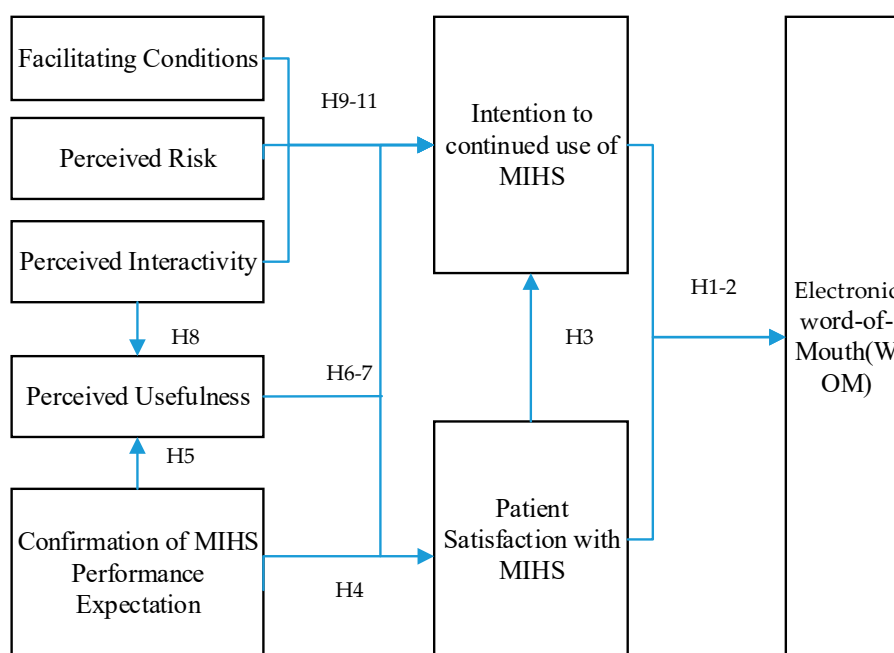 Facilitating Conditions
H9-11
Perceived Risk
Intention to
continued use of
MIHS
Perceived Interactivity
H1-2
Electronic
word-of-
Mouth(W
OM)
H8
H3
H6-7
Perceived Usefulness
H5
Confirmation of MIHS
Performance
Expectation
Patient
Satisfaction with
MIHS
H4